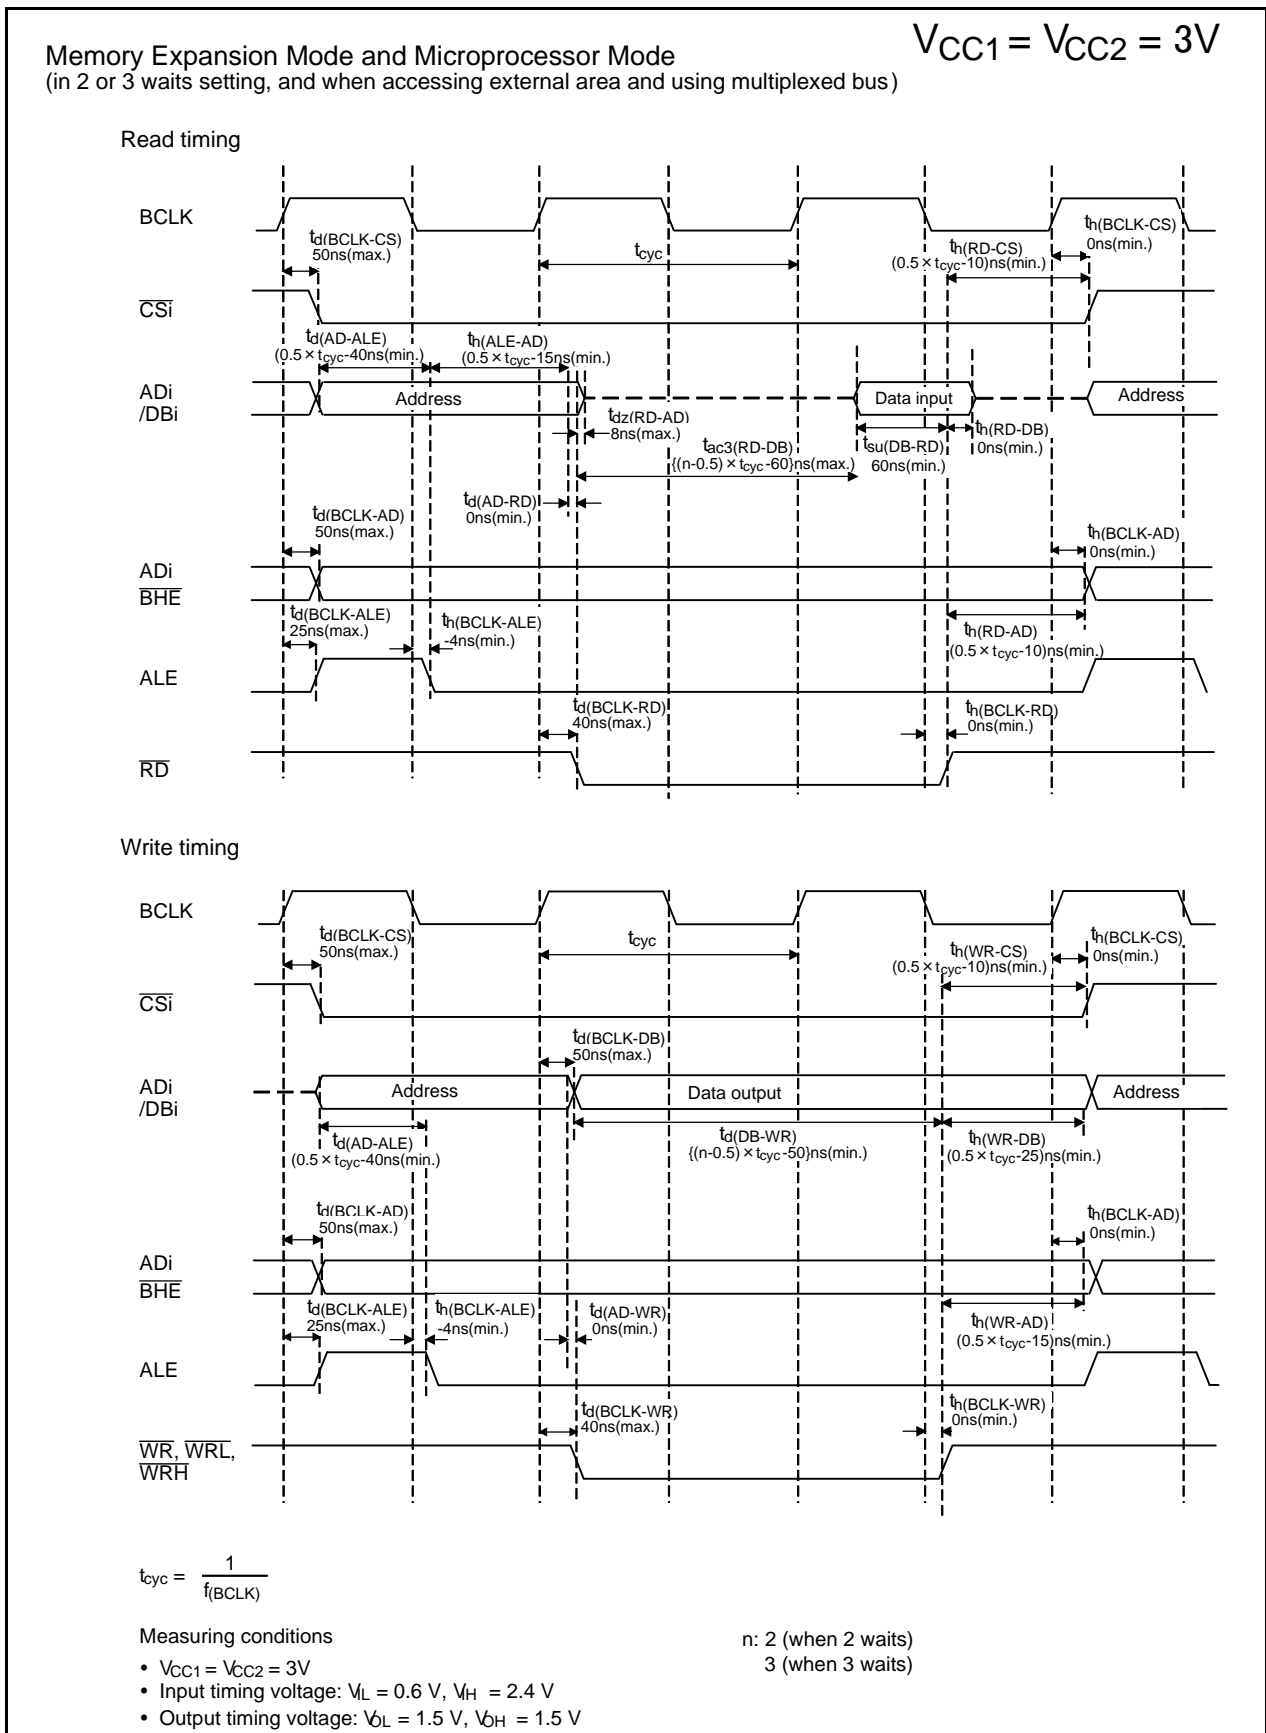 VCC1 = VCC2 = 3V
Memory Expansion Mode and Microprocessor Mode
(in 2 or 3 waits setting, and when accessing external area and using multiplexed bus)
Read timing
BCLK
td(BCLK-CS)
50ns(max.)
tcyc
th(RD-CS)
(0.5 × tcyc-10)ns(min.)
th(BCLK-CS)
0ns(min.)
CSi
td(AD-ALE)
(0.5 × tcyc-40ns(min.)
th(ALE-AD)
(0.5 × tcyc-15ns(min.)
ADi
/DBi
Address
Data input
Address
tdz(RD-AD)
8ns(max.)
tac3(RD-DB)
{(n-0.5) × tcyc-60}ns(max.)
tsu(DB-RD)
60ns(min.)
th(RD-DB)
0ns(min.)
td(AD-RD)
0ns(min.)
td(BCLK-AD)
50ns(max.)
th(BCLK-AD)
0ns(min.)
ADi
BHE
td(BCLK-ALE)
25ns(max.)
th(BCLK-ALE)
-4ns(min.)
th(RD-AD)
(0.5 × tcyc-10)ns(min.)
ALE
td(BCLK-RD)
40ns(max.)
th(BCLK-RD)
0ns(min.)
RD
Write timing
BCLK
td(BCLK-CS)
50ns(max.)
tcyc
th(WR-CS)
(0.5 × tcyc-10)ns(min.)
th(BCLK-CS)
0ns(min.)
CSi
td(BCLK-DB)
50ns(max.)
ADi
/DBi
Address
Data output
Address
td(AD-ALE)
(0.5 × tcyc-40ns(min.)
td(DB-WR)
{(n-0.5) × tcyc-50}ns(min.)
th(WR-DB)
(0.5 × tcyc-25)ns(min.)
td(BCLK-AD)
50ns(max.)
th(BCLK-AD)
0ns(min.)
ADi
BHE
td(BCLK-ALE)
25ns(max.)
th(BCLK-ALE)
-4ns(min.)
td(AD-WR)
0ns(min.)
th(WR-AD)
(0.5 × tcyc-15)ns(min.)
ALE
td(BCLK-WR)
40ns(max.)
th(BCLK-WR)
0ns(min.)
WR, WRL,
WRH
tcyc = 1
f(BCLK)
Measuring conditions
• VCC1 = VCC2 = 3V
• Input timing voltage: VIL = 0.6 V, VIH = 2.4 V
• Output timing voltage: VOL = 1.5 V, VOH = 1.5 V
n: 2 (when 2 waits)
3 (when 3 waits)